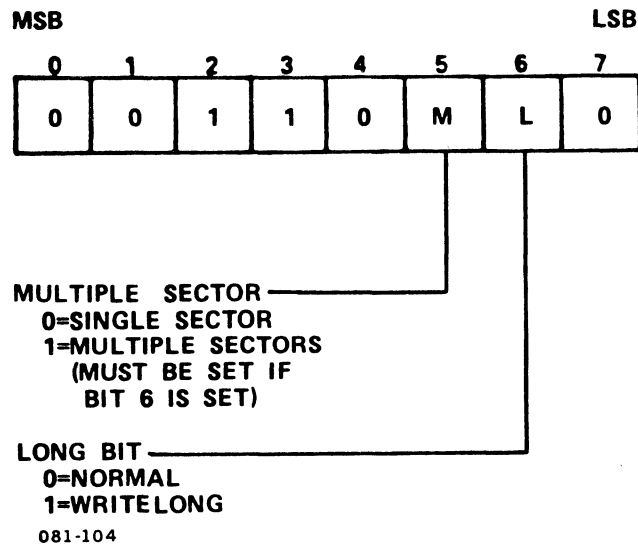 MSB LSB
0 1 2 3 4 5 6 7
0 0 1 1 0 M L 0
MULTIPLE SECTOR
0=SINGLE SECTOR
1=MULTIPLE SECTORS
(MUST BE SET IF
BIT 6 IS SET)
LONG BIT
0=NORMAL
1=WRITELONG
081-104